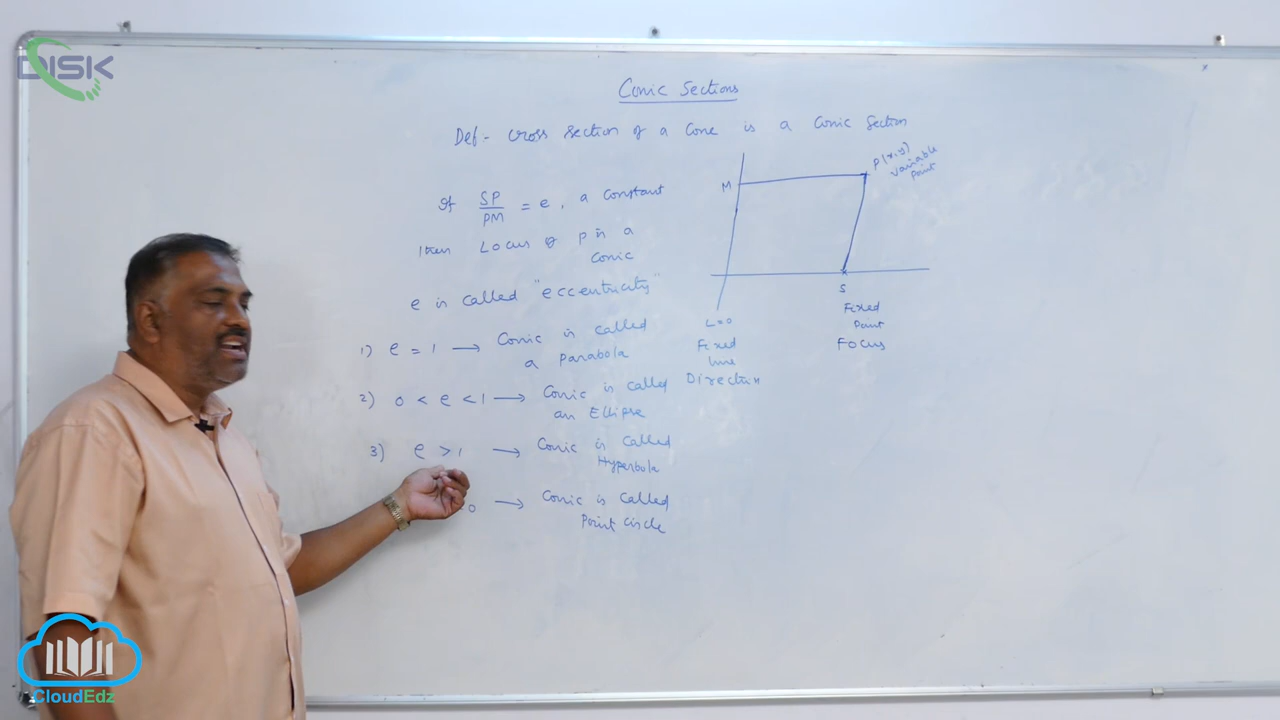 DISK
Conic Sections
Def- cross section of a Cone is a Conic Section
If SP/PM = e, a constant
then Locus of P is a
Conic
e is called "eccentricity"
1) e = 1 → Conic is called
a parabola
2) 0 < e < 1 → Conic is called
an Ellipse
3) e > 1 → Conic is called
Hyperbola
0 → Conic is called
Point circle
M
P(x,y)
variable
point
S
Fixed
Point
Focus
L=0
Fixed
line
CloudEdz